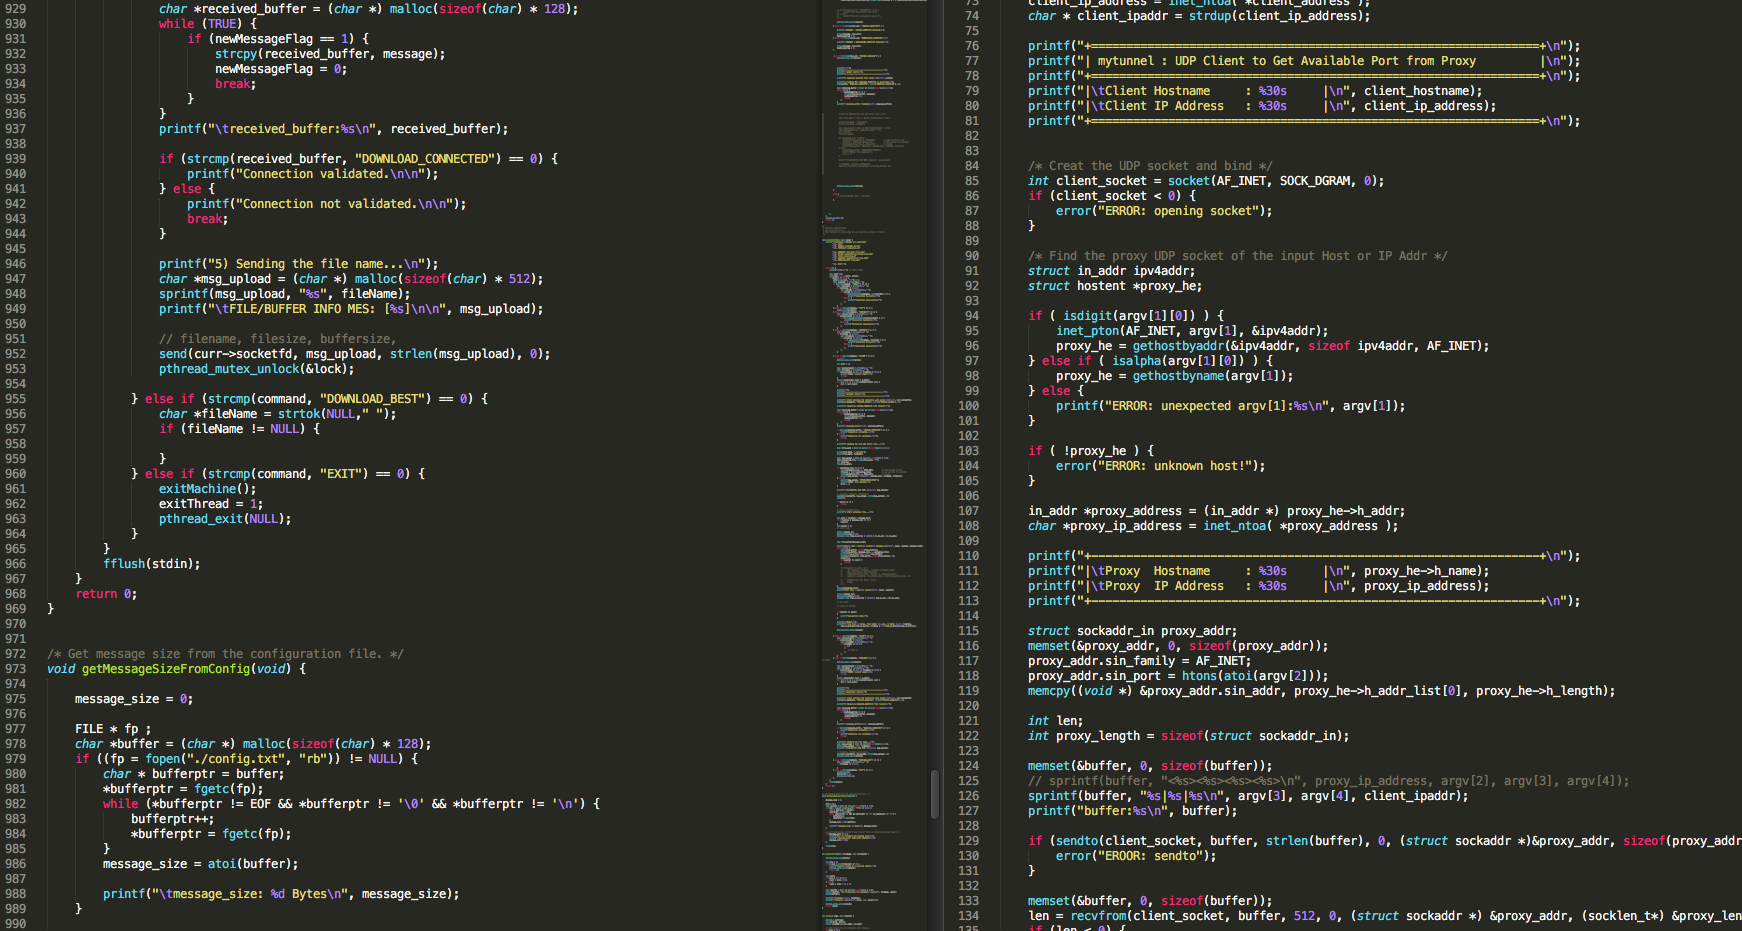 929 char *received_buffer = (char *) malloc(sizeof(char) * 128);
930 while (TRUE) {
931 if (newMessageFlag == 1) {
932 strcpy(received_buffer, message);
933 newMessageFlag = 0;
934 break;
935 }
936 }
937 printf("\treceived_buffer:%s\n", received_buffer);
938
939 if (strcmp(received_buffer, "DOWNLOAD_CONNECTED") == 0) {
940 printf("Connection validated.\n\n");
941 } else {
942 printf("Connection not validated.\n\n");
943 break;
944 }
945
946 printf("5) Sending the file name...\n");
947 char *msg_upload = (char *) malloc(sizeof(char) * 512);
948 sprintf(msg_upload, "%s", fileName);
949 printf("\tFILE/BUFFER INFO MES: [%s]\n\n", msg_upload);
950
951 // filename, filesize, buffersize,
952 send(curr->socketfd, msg_upload, strlen(msg_upload), 0);
953 pthread_mutex_unlock(&lock);
954
955 } else if (strcmp(command, "DOWNLOAD_BEST") == 0) {
956 char *fileName = strtok(NULL," ");
957 if (fileName != NULL) {
958
959 }
960 } else if (strcmp(command, "EXIT") == 0) {
961 exitMachine();
962 exitThread = 1;
963 pthread_exit(NULL);
964 }
965 }
966 fflush(stdin);
967 }
968 return 0;
969 }
970
971
972 /* Get message size from the configuration file. */
973 void getMessageSizeFromConfig(void) {
974
975 message_size = 0;
976
977 FILE * fp ;
978 char *buffer = (char *) malloc(sizeof(char) * 128);
979 if ((fp = fopen("./config.txt", "rb")) != NULL) {
980 char * bufferptr = buffer;
981 *bufferptr = fgetc(fp);
982 while (*bufferptr != EOF && *bufferptr != '\0' && *bufferptr != '\n') {
983 bufferptr++;
984 *bufferptr = fgetc(fp);
985 }
986 message_size = atoi(buffer);
987
988 printf("\tmessage_size: %d Bytes\n", message_size);
989 }
990
73 client_ip_address = inet_ntoa( *client_address );
74 char * client_ipaddr = strdup(client_ip_address);
75
76 printf("+================================================================+\n");
77 printf("| mytunnel : UDP Client to Get Available Port from Proxy |\n");
78 printf("+================================================================+\n");
79 printf("|\tClient Hostname : %30s |\n", client_hostname);
80 printf("|\tClient IP Address : %30s |\n", client_ip_address);
81 printf("+================================================================+\n");
82
83
84 /* Creat the UDP socket and bind */
85 int client_socket = socket(AF_INET, SOCK_DGRAM, 0);
86 if (client_socket < 0) {
87 error("ERROR: opening socket");
88 }
89
90 /* Find the proxy UDP socket of the input Host or IP Addr */
91 struct in_addr ipv4addr;
92 struct hostent *proxy_he;
93
94 if ( isdigit(argv[1][0]) ) {
95 inet_pton(AF_INET, argv[1], &ipv4addr);
96 proxy_he = gethostbyaddr(&ipv4addr, sizeof ipv4addr, AF_INET);
97 } else if ( isalpha(argv[1][0]) ) {
98 proxy_he = gethostbyname(argv[1]);
99 } else {
100 printf("ERROR: unexpected argv[1]:%s\n", argv[1]);
101 }
102
103 if ( !proxy_he ) {
104 error("ERROR: unknown host!");
105 }
106
107 in_addr *proxy_address = (in_addr *) proxy_he->h_addr;
108 char *proxy_ip_address = inet_ntoa( *proxy_address );
109
110 printf("+----------------------------------------------------------------+\n");
111 printf("|\tProxy Hostname : %30s |\n", proxy_he->h_name);
112 printf("|\tProxy IP Address : %30s |\n", proxy_ip_address);
113 printf("+----------------------------------------------------------------+\n");
114
115 struct sockaddr_in proxy_addr;
116 memset(&proxy_addr, 0, sizeof(proxy_addr));
117 proxy_addr.sin_family = AF_INET;
118 proxy_addr.sin_port = htons(atoi(argv[2]));
119 memcpy((void *) &proxy_addr.sin_addr, proxy_he->h_addr_list[0], proxy_he->h_length);
120
121 int len;
122 int proxy_length = sizeof(struct sockaddr_in);
123
124 memset(&buffer, 0, sizeof(buffer));
125 // sprintf(buffer, "<%s><%s><%s><%s>\n", proxy_ip_address, argv[2], argv[3], argv[4]);
126 sprintf(buffer, "%s|%s|%s\n", argv[3], argv[4], client_ipaddr);
127 printf("buffer:%s\n", buffer);
128
129 if (sendto(client_socket, buffer, strlen(buffer), 0, (struct sockaddr *)&proxy_addr, sizeof(proxy_addr
130 error("EROOR: sendto");
131 }
132
133 memset(&buffer, 0, sizeof(buffer));
134 len = recvfrom(client_socket, buffer, 512, 0, (struct sockaddr *) &proxy_addr, (socklen_t*) &proxy_len
135 if (len < 0) {